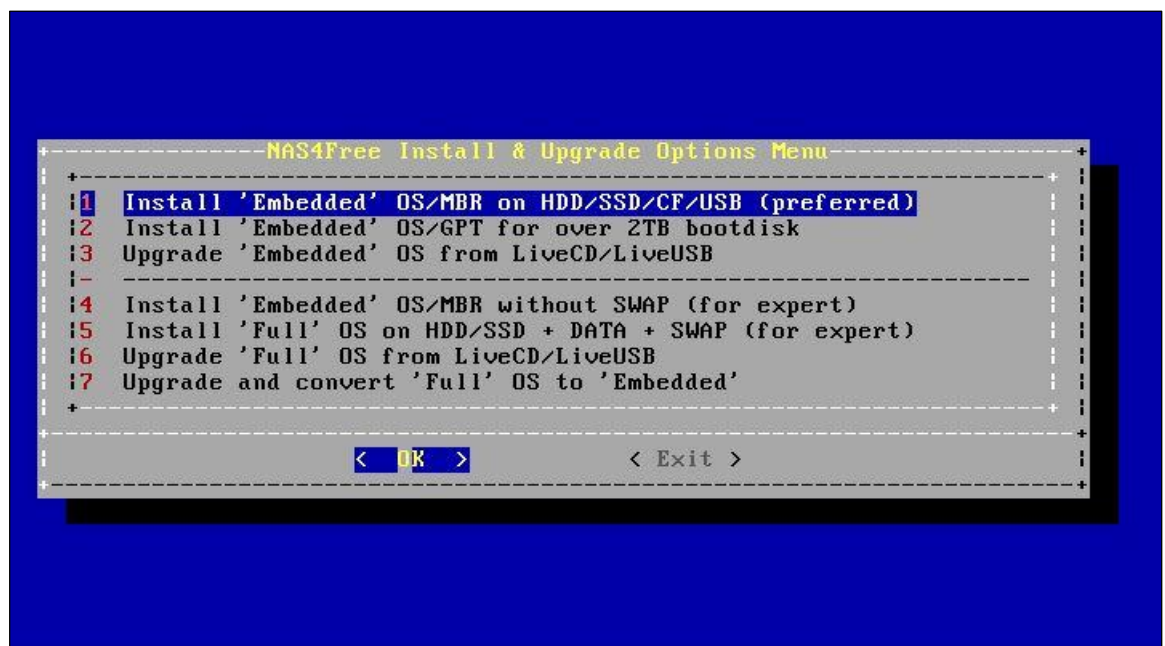 NAS4Free Install & Upgrade Options Menu
1 Install 'Embedded' OS/MBR on HDD/SSD/CF/USB (preferred)
2 Install 'Embedded' OS/GPT for over 2TB bootdisk
3 Upgrade 'Embedded' OS from LiveCD/LiveUSB
4 Install 'Embedded' OS/MBR without SWAP (for expert)
5 Install 'Full' OS on HDD/SSD + DATA + SWAP (for expert)
6 Upgrade 'Full' OS from LiveCD/LiveUSB
7 Upgrade and convert 'Full' OS to 'Embedded'
< OK > < Exit >